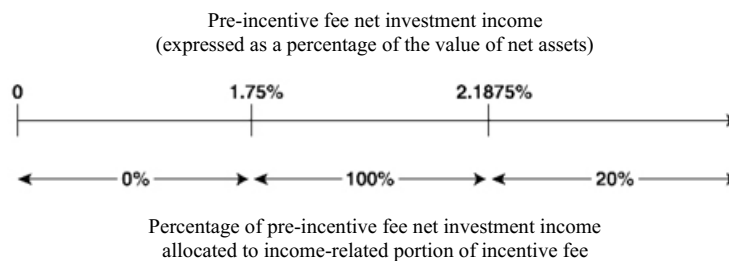 Pre-incentive fee net investment income
(expressed as a percentage of the value of net assets)
0 1.75% 2.1875%
0% 100% 20%
Percentage of pre-incentive fee net investment income
allocated to income-related portion of incentive fee